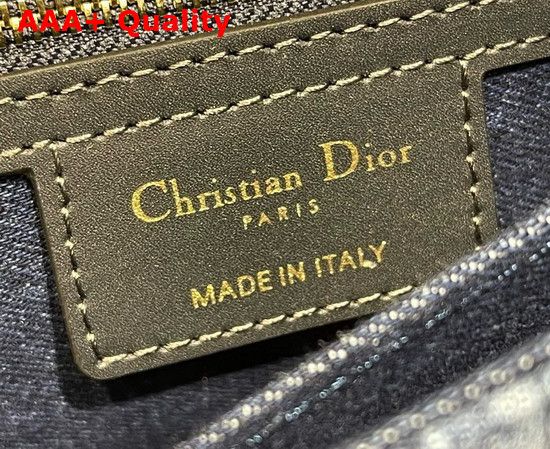 AAA+ Quality
Christian Dior
PARIS
MADE IN ITALY